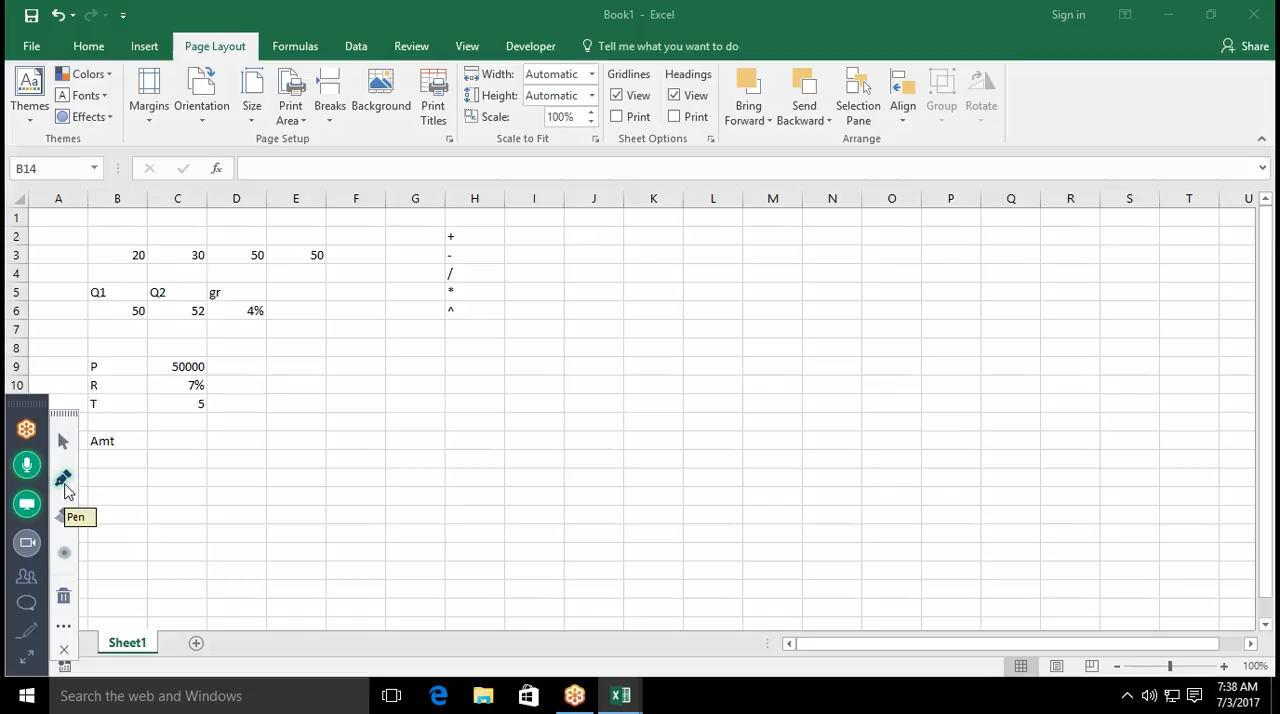 Book1 - Excel
Sign in
File Home Insert Page Layout Formulas Data Review View Developer Tell me what you want to do Share
Themes Colors Fonts Effects Margins Orientation Size Print Area Breaks Background Print Titles Width: Automatic Height: Automatic Scale: 100% Gridlines View Print Headings View Print Bring Forward Send Backward Selection Pane Align Group Rotate
Themes Page Setup Scale to Fit Sheet Options Arrange
B14 fx
A B C D E F G H I J K L M N O P Q R S T U
1
2 +
3 20 30 50 50 -
4 /
5 Q1 Q2 gr *
6 50 52 4% ^
7
8
9 P 50000
10 R 7%
T 5
Amt
Pen
Sheet1
100%
Search the web and Windows
7:38 AM
7/3/2017